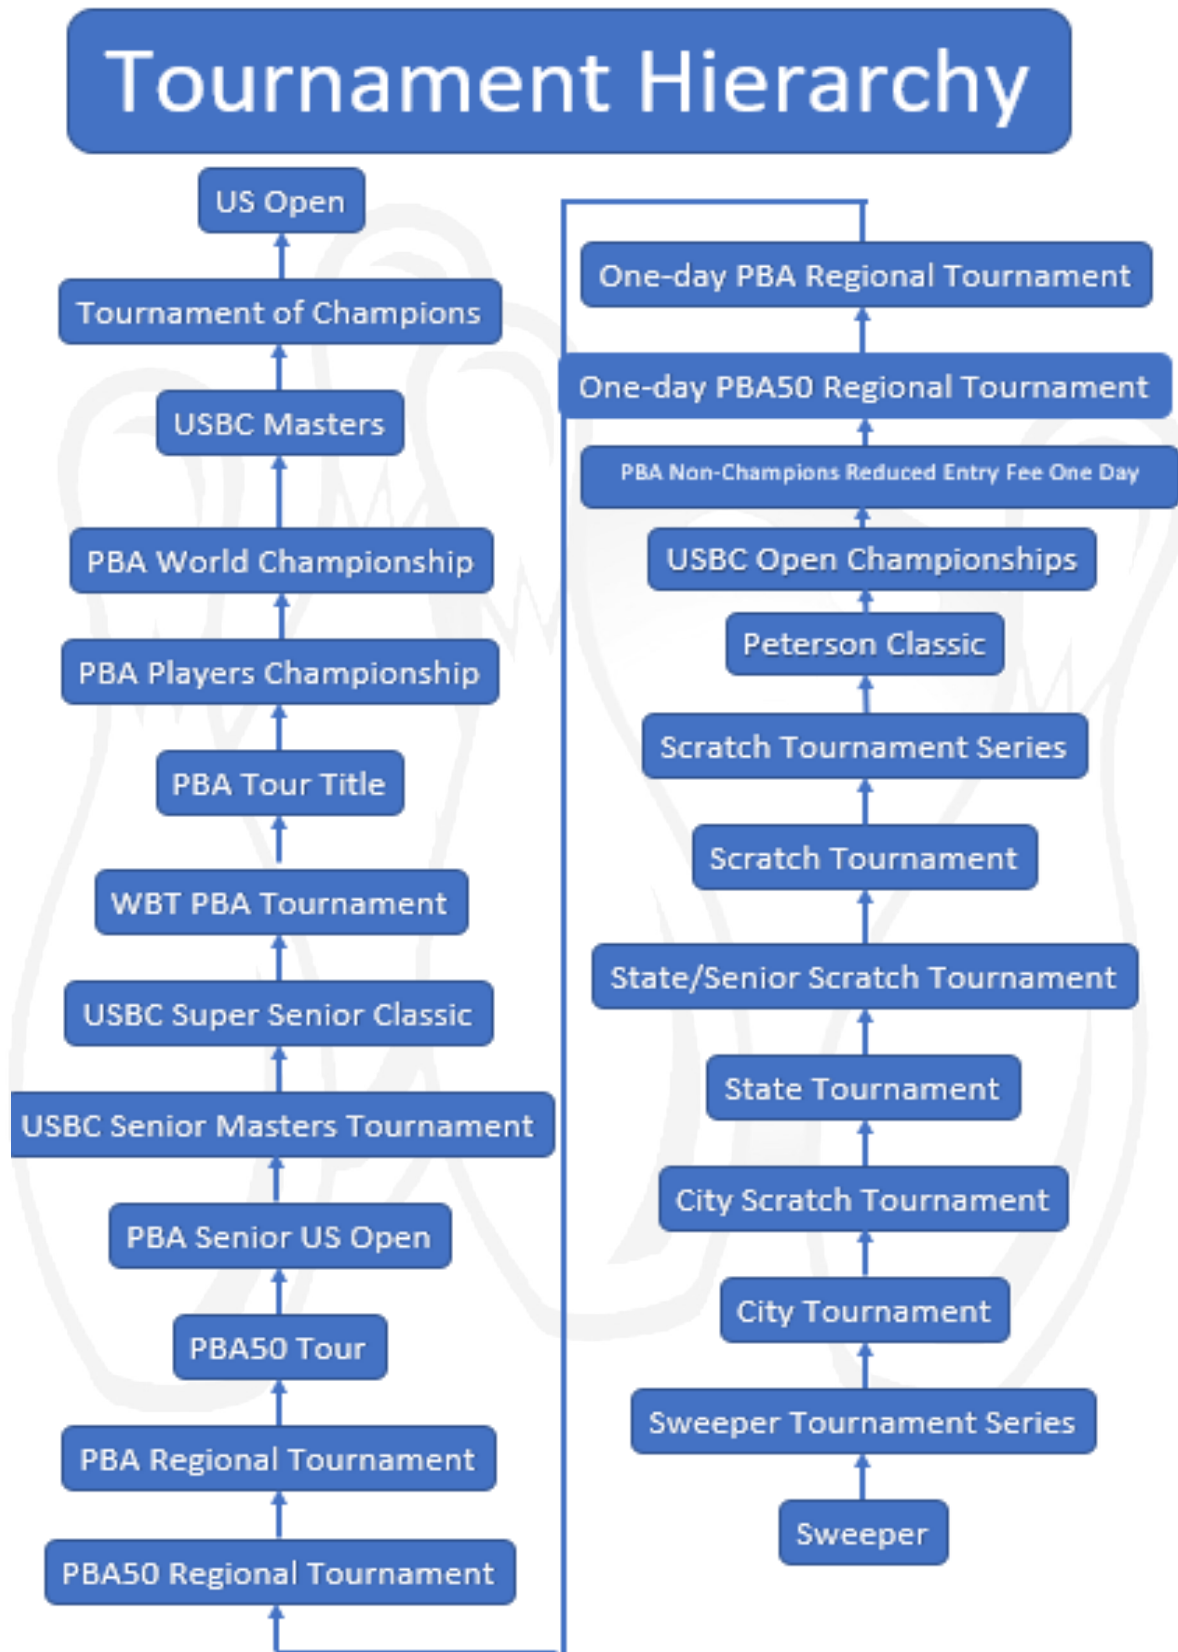 Tournament Hierarchy
US Open
Tournament of Champions
USBC Masters
PBA World Championship
PBA Players Championship
PBA Tour Title
WBT PBA Tournament
USBC Super Senior Classic
USBC Senior Masters Tournament
PBA Senior US Open
PBA50 Tour
PBA Regional Tournament
PBA50 Regional Tournament
One-day PBA Regional Tournament
One-day PBA50 Regional Tournament
PBA Non-Champions Reduced Entry Fee One Day
USBC Open Championships
Peterson Classic
Scratch Tournament Series
Scratch Tournament
State/Senior Scratch Tournament
State Tournament
City Scratch Tournament
City Tournament
Sweeper Tournament Series
Sweeper